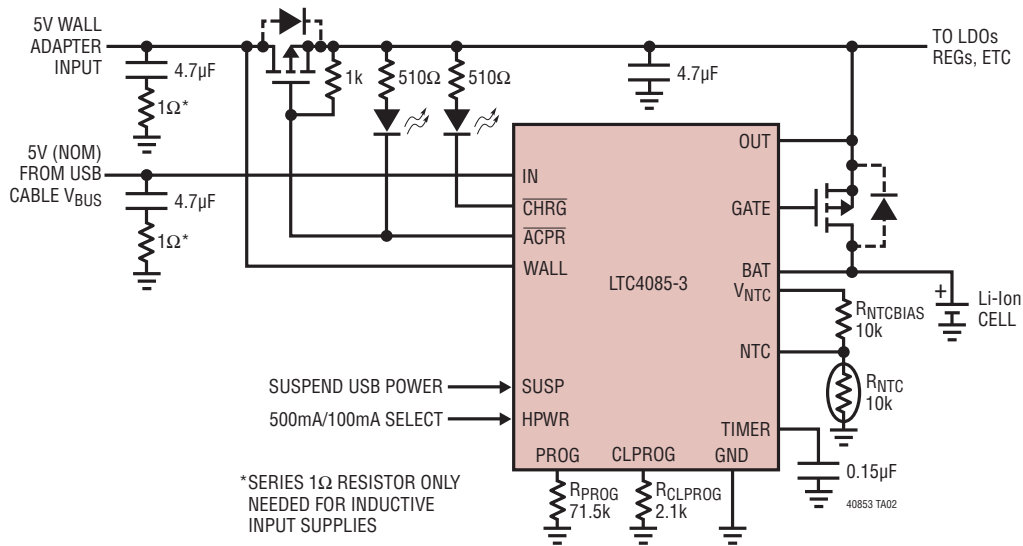 5V WALL
ADAPTER
INPUT
4.7µF
1Ω*
1k
510Ω
510Ω
4.7µF
TO LDOs
REGs, ETC
5V (NOM)
FROM USB
CABLE VBUS
4.7µF
1Ω*
IN
CHRG
ACPR
WALL
LTC4085-3
OUT
GATE
BAT
VNTC
NTC
TIMER
+
Li-Ion
CELL
RNTCBIAS
10k
RNTC
10k
SUSPEND USB POWER
SUSP
500mA/100mA SELECT
HPWR
PROG
CLPROG
GND
0.15µF
*SERIES 1Ω RESISTOR ONLY
NEEDED FOR INDUCTIVE
INPUT SUPPLIES
RPROG
71.5k
RCLPROG
2.1k
40853 TA02